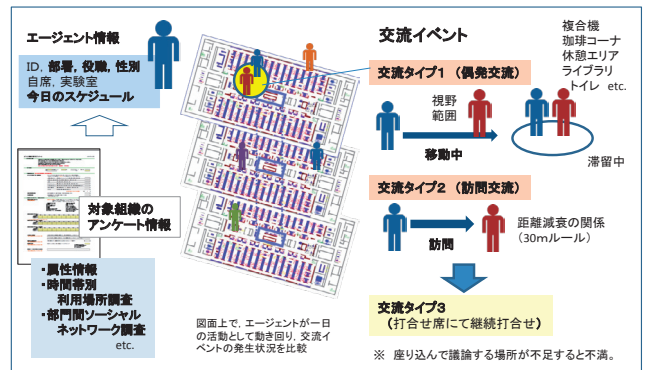 エージェント情報
ID, 部署, 役職, 性別
自席, 実験室
今日のスケジュール
対象組織の
アンケート情報
・属性情報
・時間帯別
利用場所調査
・部門間ソーシャル
ネットワーク調査
etc.
図面上で, エージェントが一日
の活動として動き回り, 交流イ
ベントの発生状況を比較
交流イベント
交流タイプ1 (偶発交流)
視野
範囲
移動中
複合機
珈琲コーナ
休憩エリア
ライブラリ
トイレ etc.
滞留中
交流タイプ2 (訪問交流)
訪問
距離減衰の関係
(30mルール)
交流タイプ3
(打合せ席にて継続打合せ)
※ 座り込んで議論する場所が不足すると不満。